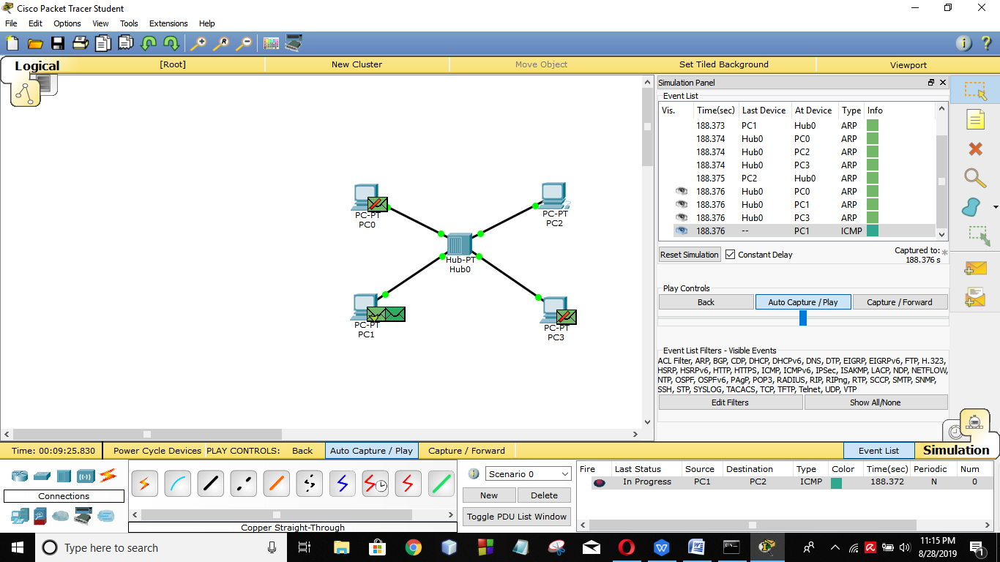 Cisco Packet Tracer Student
File Edit Options View Tools Extensions Help
Logical [Root] New Cluster Move Object Set Tiled Background Viewport
Simulation Panel
Event List
Vis. Time(sec) Last Device At Device Type Info
188.373 PC1 Hub0 ARP
188.374 Hub0 PC0 ARP
188.374 Hub0 PC2 ARP
188.374 Hub0 PC3 ARP
188.375 PC2 Hub0 ARP
188.376 Hub0 PC0 ARP
188.376 Hub0 PC1 ARP
188.376 Hub0 PC3 ARP
188.376 -- PC1 ICMP
Reset Simulation Constant Delay Captured to: *
188.376 s
Play Controls
Back Auto Capture / Play Capture / Forward
Event List Filters - Visible Events
ACL Filter, ARP, BGP, CDP, DHCP, DHCPv6, DNS, DTP, EIGRP, EIGRPv6, FTP, H.323,
HSRP, HSRPv6, HTTP, HTTPS, ICMP, ICMPv6, IPSec, ISAKMP, LACP, NDP, NETFLOW,
NTP, OSPF, OSPFv6, PAgP, POP3, RADIUS, RIP, RIPng, RTP, SCCP, SMTP, SNMP,
SSH, STP, SYSLOG, TACACS, TCP, TFTP, Telnet, UDP, VTP
Edit Filters Show All/None
PC-PT
PC0
PC-PT
PC2
Hub-PT
Hub0
PC-PT
PC1
PC-PT
PC3
Time: 00:09:25.830 Power Cycle Devices PLAY CONTROLS: Back Auto Capture / Play Capture / Forward Event List Simulation
Connections
Copper Straight-Through
Scenario 0
New Delete
Toggle PDU List Window
Fire Last Status Source Destination Type Color Time(sec) Periodic Num
In Progress PC1 PC2 ICMP 188.372 N 0
Type here to search
11:15 PM
8/28/2019
1